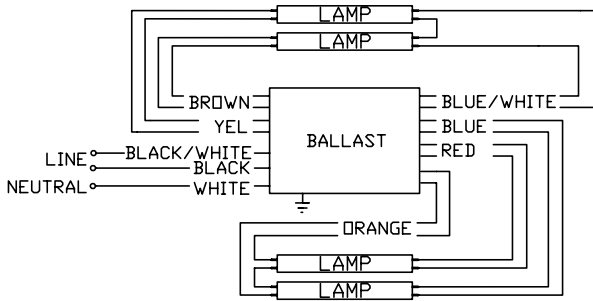 LAMP
LAMP
BROWN
BLUE/WHITE
YEL
BLUE
BALLAST
LINE
BLACK/WHITE
RED
BLACK
NEUTRAL
WHITE
ORANGE
LAMP
LAMP